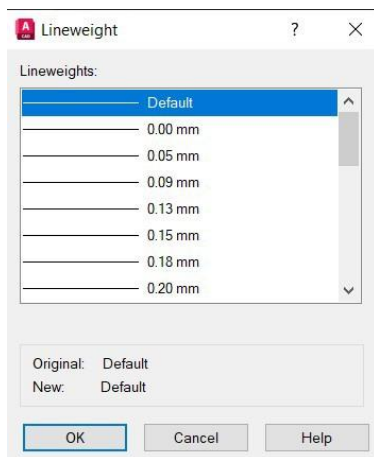 Lineweight ? ×
Lineweights:
Default
0.00 mm
0.05 mm
0.09 mm
0.13 mm
0.15 mm
0.18 mm
0.20 mm
Original: Default
New: Default
OK Cancel Help